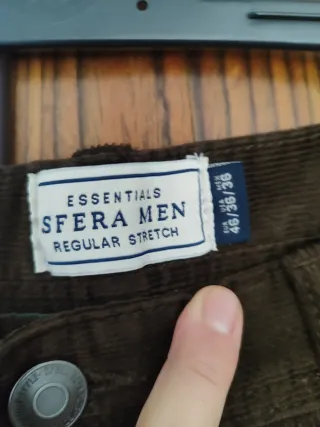 ESSENTIALS
SFERA MEN
REGULAR STRETCH
46/36/36